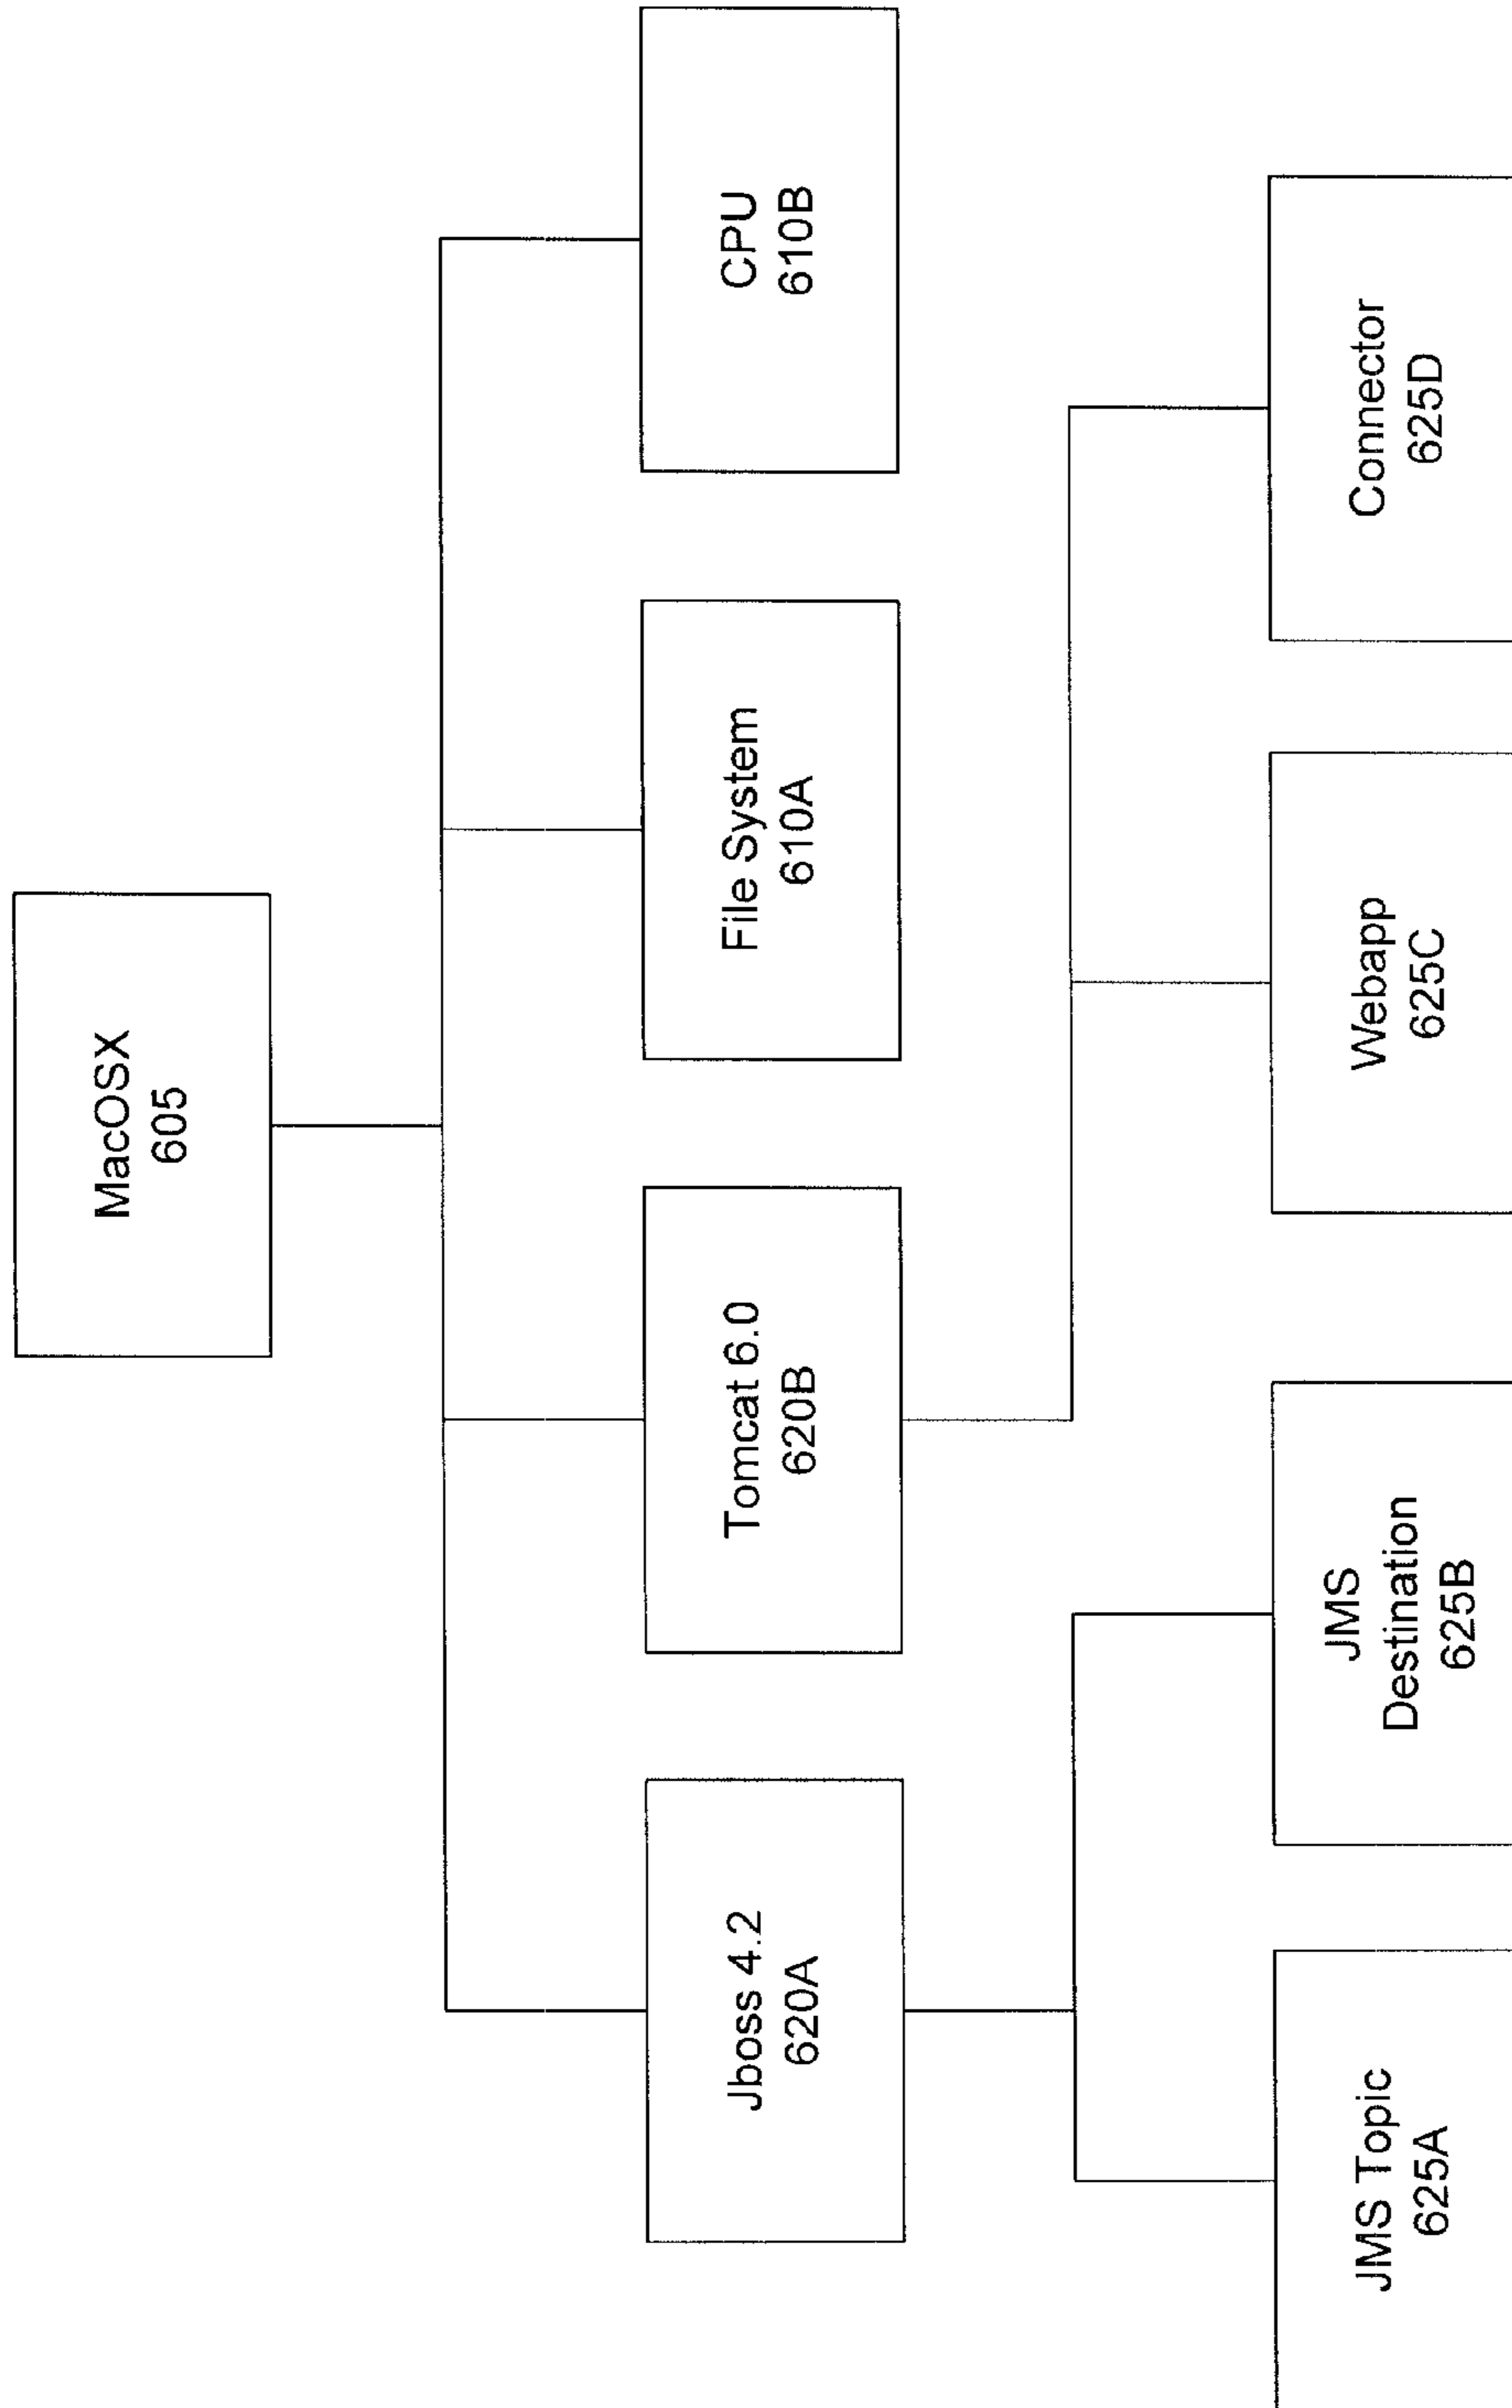 MacOSX
605
Jboss 4.2
620A
Tomcat 6.0
620B
File System
610A
CPU
610B
JMS Topic
625A
JMS
Destination
625B
Webapp
625C
Connector
625D